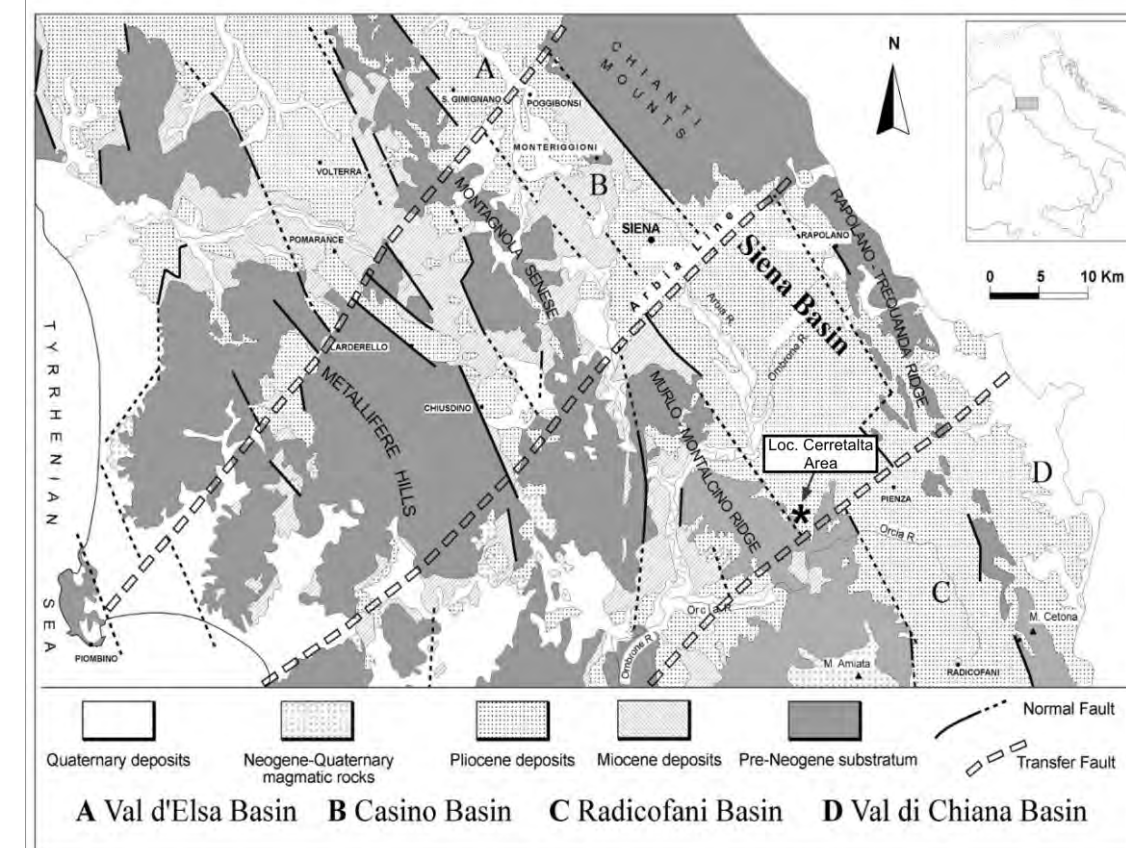 A
CHIANTI
MOUNTS
N
S. GIMIGNANO
POGGIBONSI
MONTERIGGIONI
VOLTERRA
B
MONTAGNOLA SENESE
SIENA
Arbia Line
Siena Basin
RAPOLANO
RAPOLANO - TREQUANDA RIDGE
0 5 10 Km
POMARANCE
Arbia R.
Ombrone R.
TYRRHENIAN SEA
LARDERELLO
METALLIFERE HILLS
CHIUSDINO
MURLO - MONTALCINO RIDGE
Loc. Cerretalta
Area
*
PIENZA
D
Orcia R.
C
Orcia R.
Ombrone R.
M. Cetona
M. Amiata
RADICOFANI
PIOMBINO
Quaternary deposits
Neogene-Quaternary
magmatic rocks
Pliocene deposits
Miocene deposits
Pre-Neogene substratum
Normal Fault
Transfer Fault
A Val d'Elsa Basin B Casino Basin C Radicofani Basin D Val di Chiana Basin